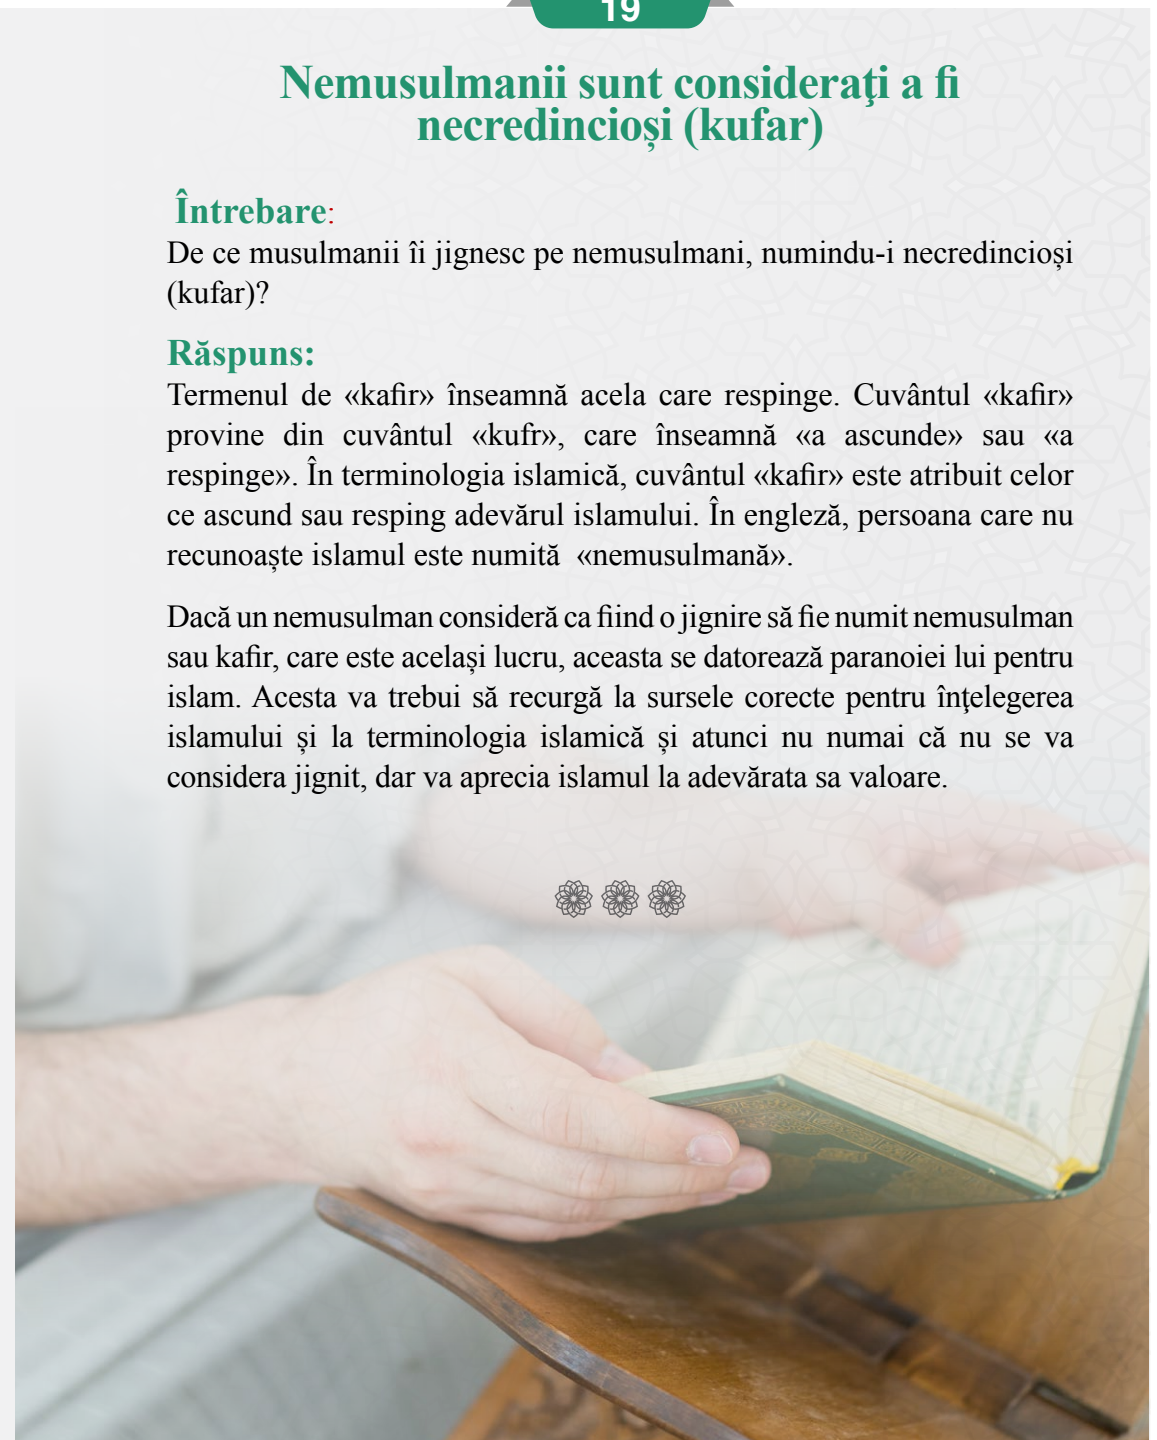 19
Nemusulmanii sunt consideraţi a fi
necredincioși (kufar)
Întrebare:
De ce musulmanii îi jignesc pe nemusulmani, numindu-i necredincioși
(kufar)?
Răspuns:
Termenul de «kafir» înseamnă acela care respinge. Cuvântul «kafir»
provine din cuvântul «kufr», care înseamnă «a ascunde» sau «a
respinge». În terminologia islamică, cuvântul «kafir» este atribuit celor
ce ascund sau resping adevărul islamului. În engleză, persoana care nu
recunoaște islamul este numită «nemusulmană».
Dacă un nemusulman consideră ca fiind o jignire să fie numit nemusulman
sau kafir, care este același lucru, aceasta se datorează paranoiei lui pentru
islam. Acesta va trebui să recurgă la sursele corecte pentru înţelegerea
islamului și la terminologia islamică și atunci nu numai că nu se va
considera jignit, dar va aprecia islamul la adevărata sa valoare.